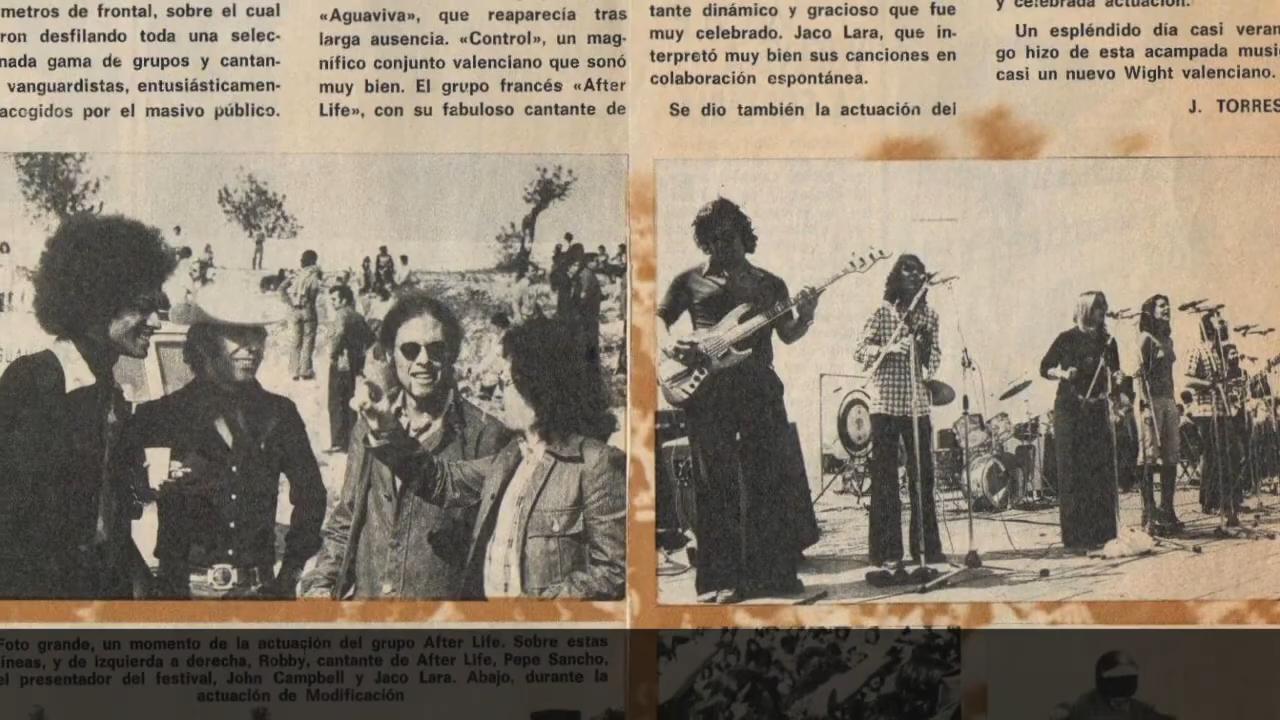 metros de frontal, sobre el cual
ron desfilando toda una selec-
nada gama de grupos y cantan-
vanguardistas, entusiásticamen-
acogidos por el masivo público.
«Aguaviva», que reaparecía tras
larga ausencia. «Control», un mag-
nífico conjunto valenciano que sonó
muy bien. El grupo francés «After
Life», con su fabuloso cantante de
tante dinámico y gracioso que fue
muy celebrado. Jaco Lara, que in-
terpretó muy bien sus canciones en
colaboración espontánea.
Se dio también la actuación del
y celebrada actuación.
Un espléndido día casi veran
go hizo de esta acampada musi
casi un nuevo Wight valenciano.
J. TORRES
Foto grande, un momento de la actuación del grupo After Life. Sobre estas
líneas, y de izquierda a derecha, Robby, cantante de After Life, Pepe Sancho,
el presentador del festival, John Campbell y Jaco Lara. Abajo, durante la
actuación de Modificación